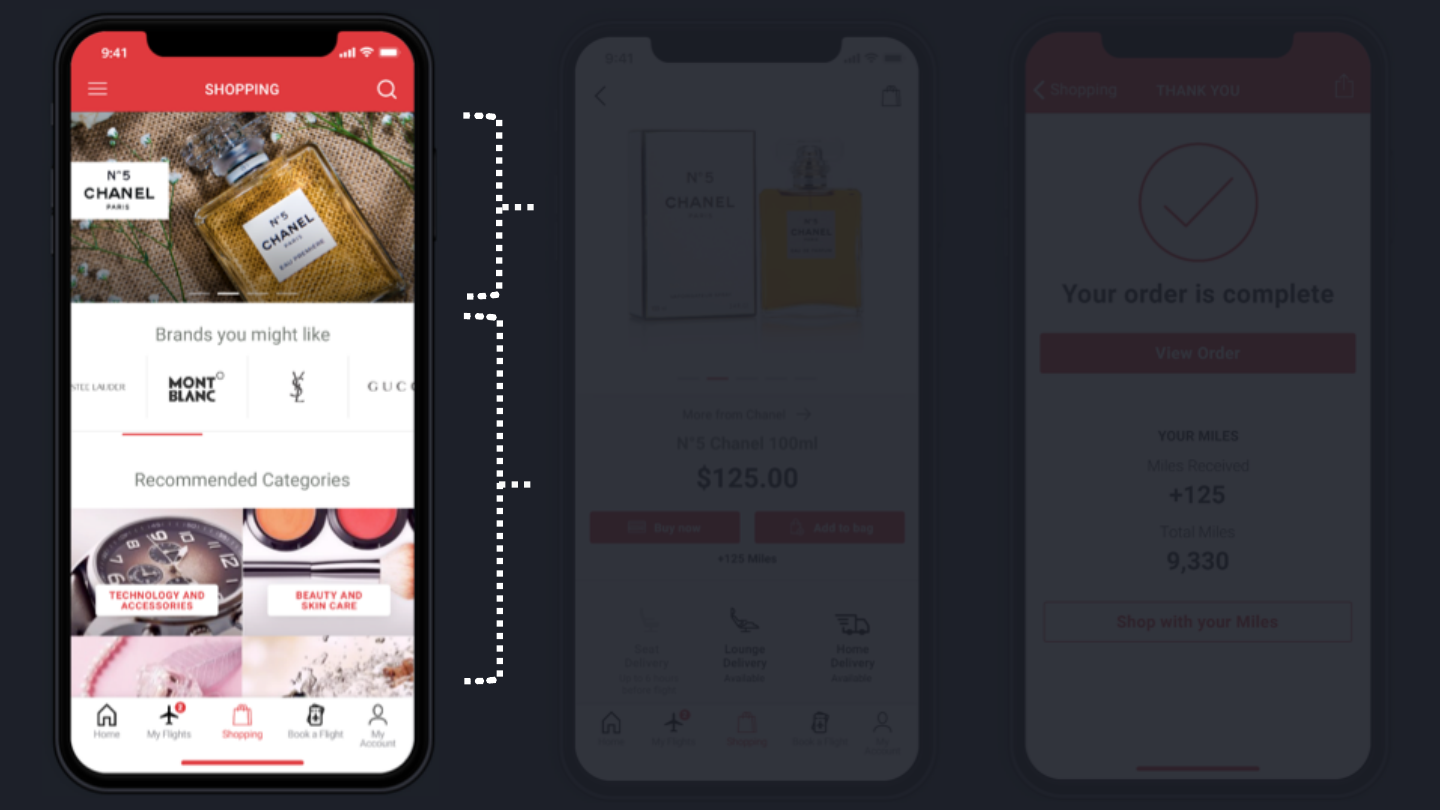 9:41
SHOPPING
N°5
CHANEL
PARIS
N°5
CHANEL
PARIS
EAU PREMIERE
Brands you might like
MONT
BLANC
YSL
Recommended Categories
TECHNOLOGY AND
ACCESSORIES
BEAUTY AND
SKIN CARE
2
Home
My Flights
Shopping
Book a Flight
My
Account
9:41
N°5
CHANEL
N°5
CHANEL
More from Chanel
N°5 Chanel 100ml
$125.00
Buy now
Add to bag
+125 Miles
Seat
Delivery
Lounge
Delivery
Available
Home
Delivery
Available
Home
My Flights
Shopping
Book a Flight
My
Account
Shopping
THANK YOU
Your order is complete
View Order
YOUR MILES
Miles Received
+125
Total Miles
9,330
Shop with your Miles